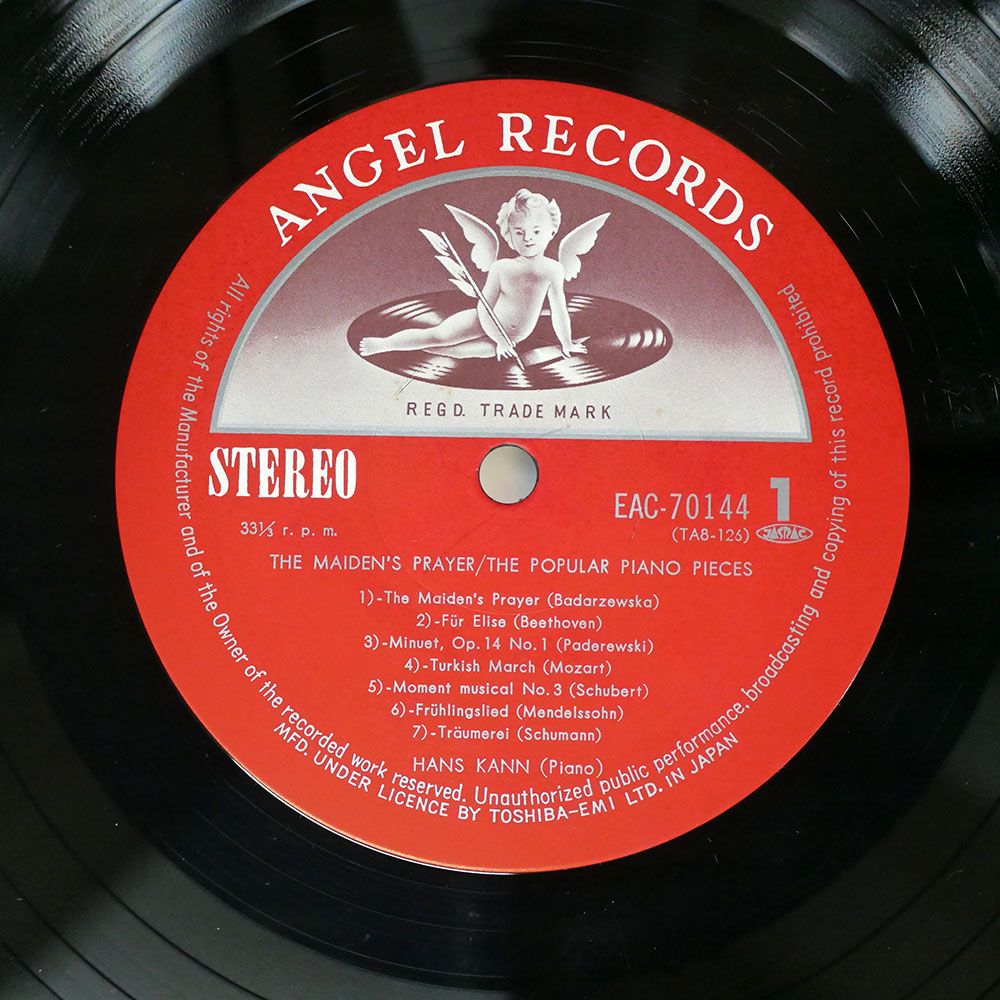 ANGEL RECORDS
REGD. TRADE MARK
STEREO
EAC-70144 1
33⅓ r. p. m.
(TA8-126) JASRAC
THE MAIDEN'S PRAYER/THE POPULAR PIANO PIECES
1)-The Maiden's Prayer (Badarzewska)
2)-Für Elise (Beethoven)
3)-Minuet, Op. 14 No. 1 (Paderewski)
4)-Turkish March (Mozart)
5)-Moment musical No. 3 (Schubert)
6)-Frühlingslied (Mendelssohn)
7)-Träumerei (Schumann)
HANS KANN (Piano)
All rights of the Manufacturer and of the Owner of the recorded work reserved. Unauthorized public performance, broadcasting and copying of this record prohibited
MFD. UNDER LICENCE BY TOSHIBA-EMI LTD. IN JAPAN